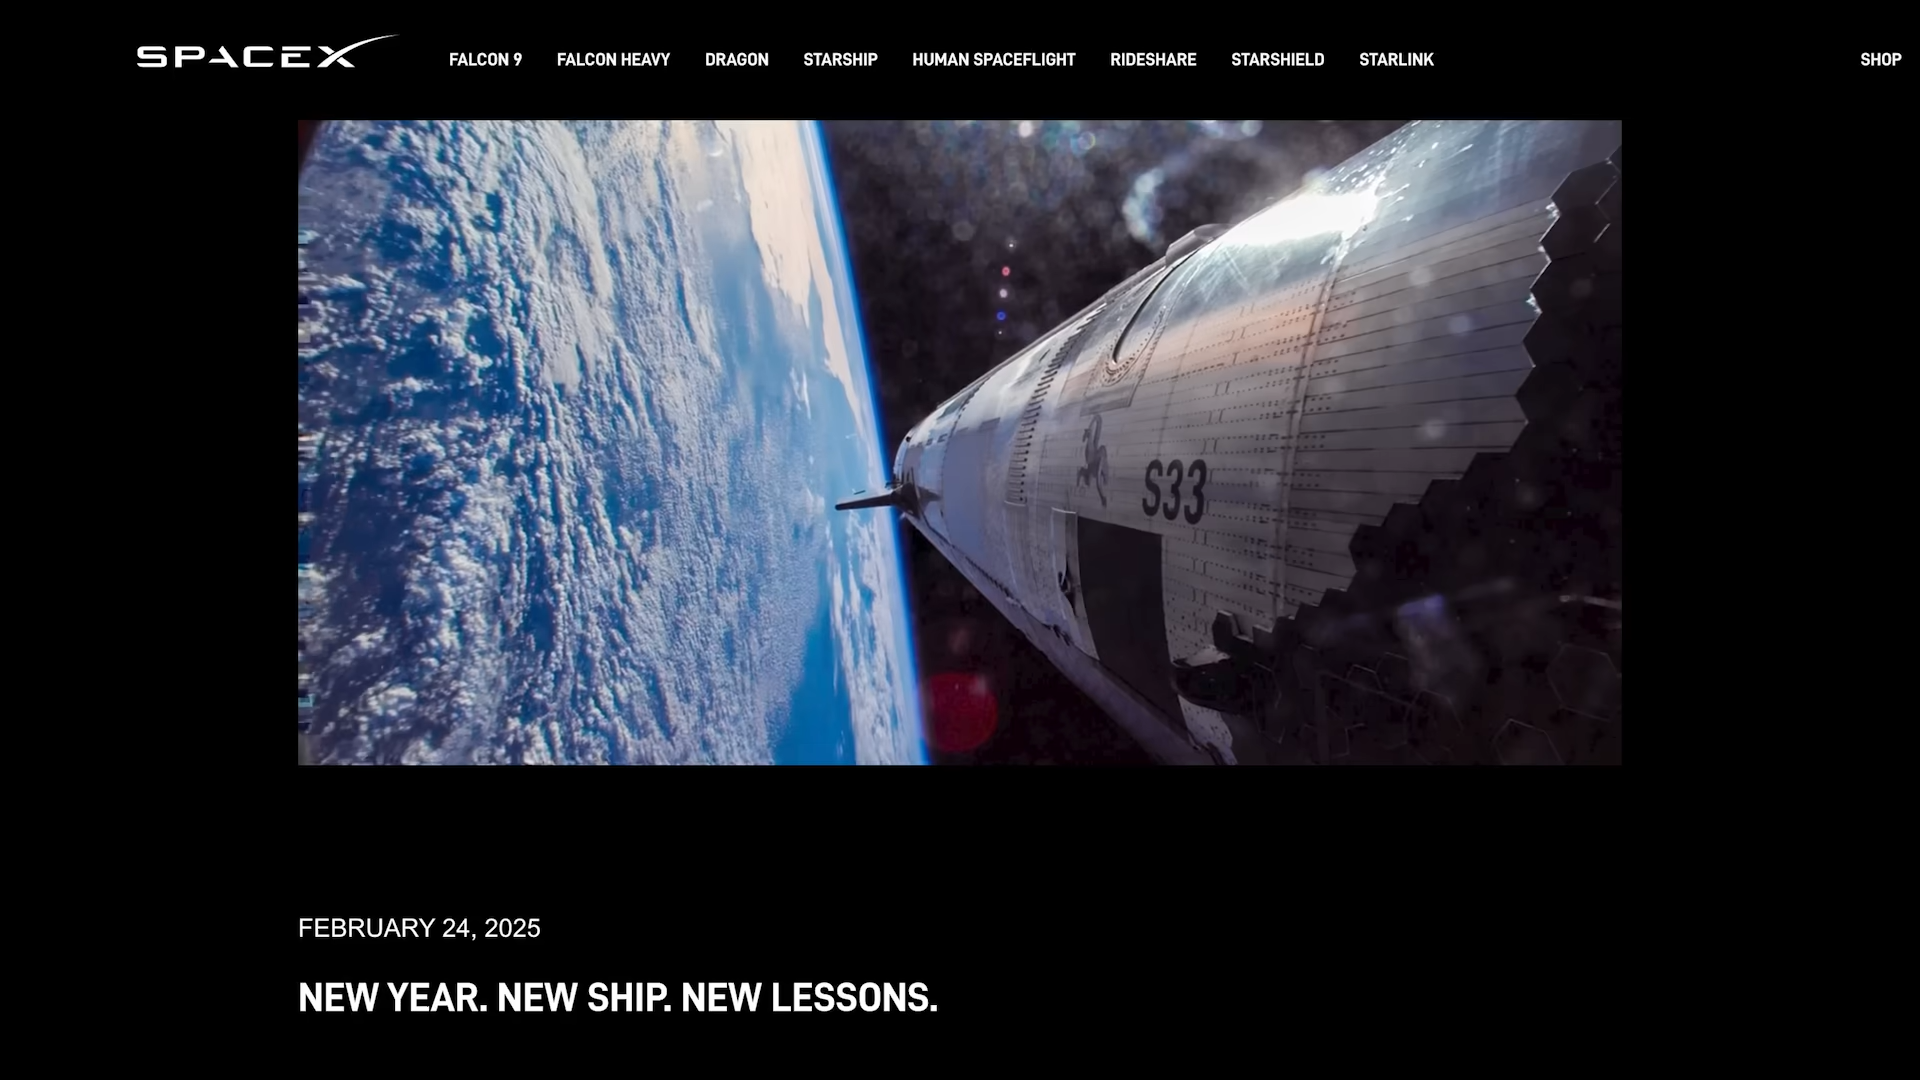 SPACEX FALCON 9 FALCON HEAVY DRAGON STARSHIP HUMAN SPACEFLIGHT RIDESHARE STARSHIELD STARLINK SHOP
S33
FEBRUARY 24, 2025
NEW YEAR. NEW SHIP. NEW LESSONS.